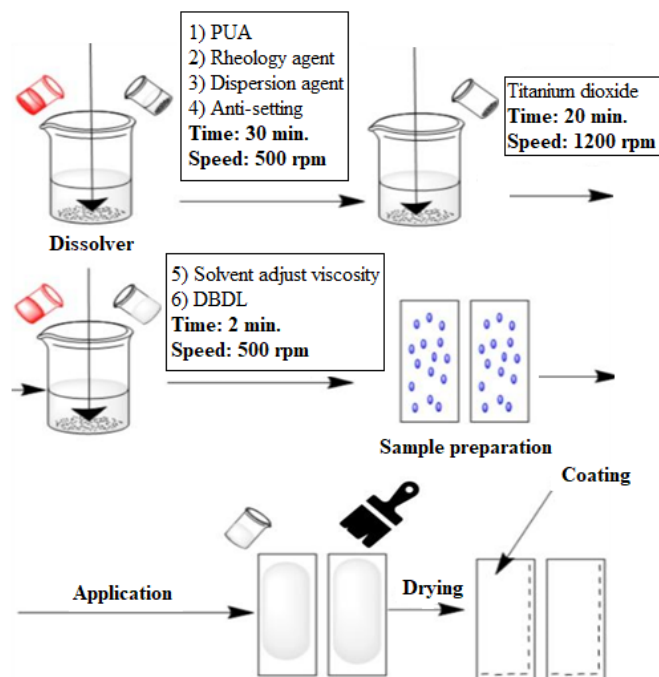 1) PUA
2) Rheology agent
3) Dispersion agent
4) Anti-setting
Time: 30 min.
Speed: 500 rpm
Titanium dioxide
Time: 20 min.
Speed: 1200 rpm
Dissolver
5) Solvent adjust viscosity
6) DBDL
Time: 2 min.
Speed: 500 rpm
Sample preparation
Coating
Application
Drying